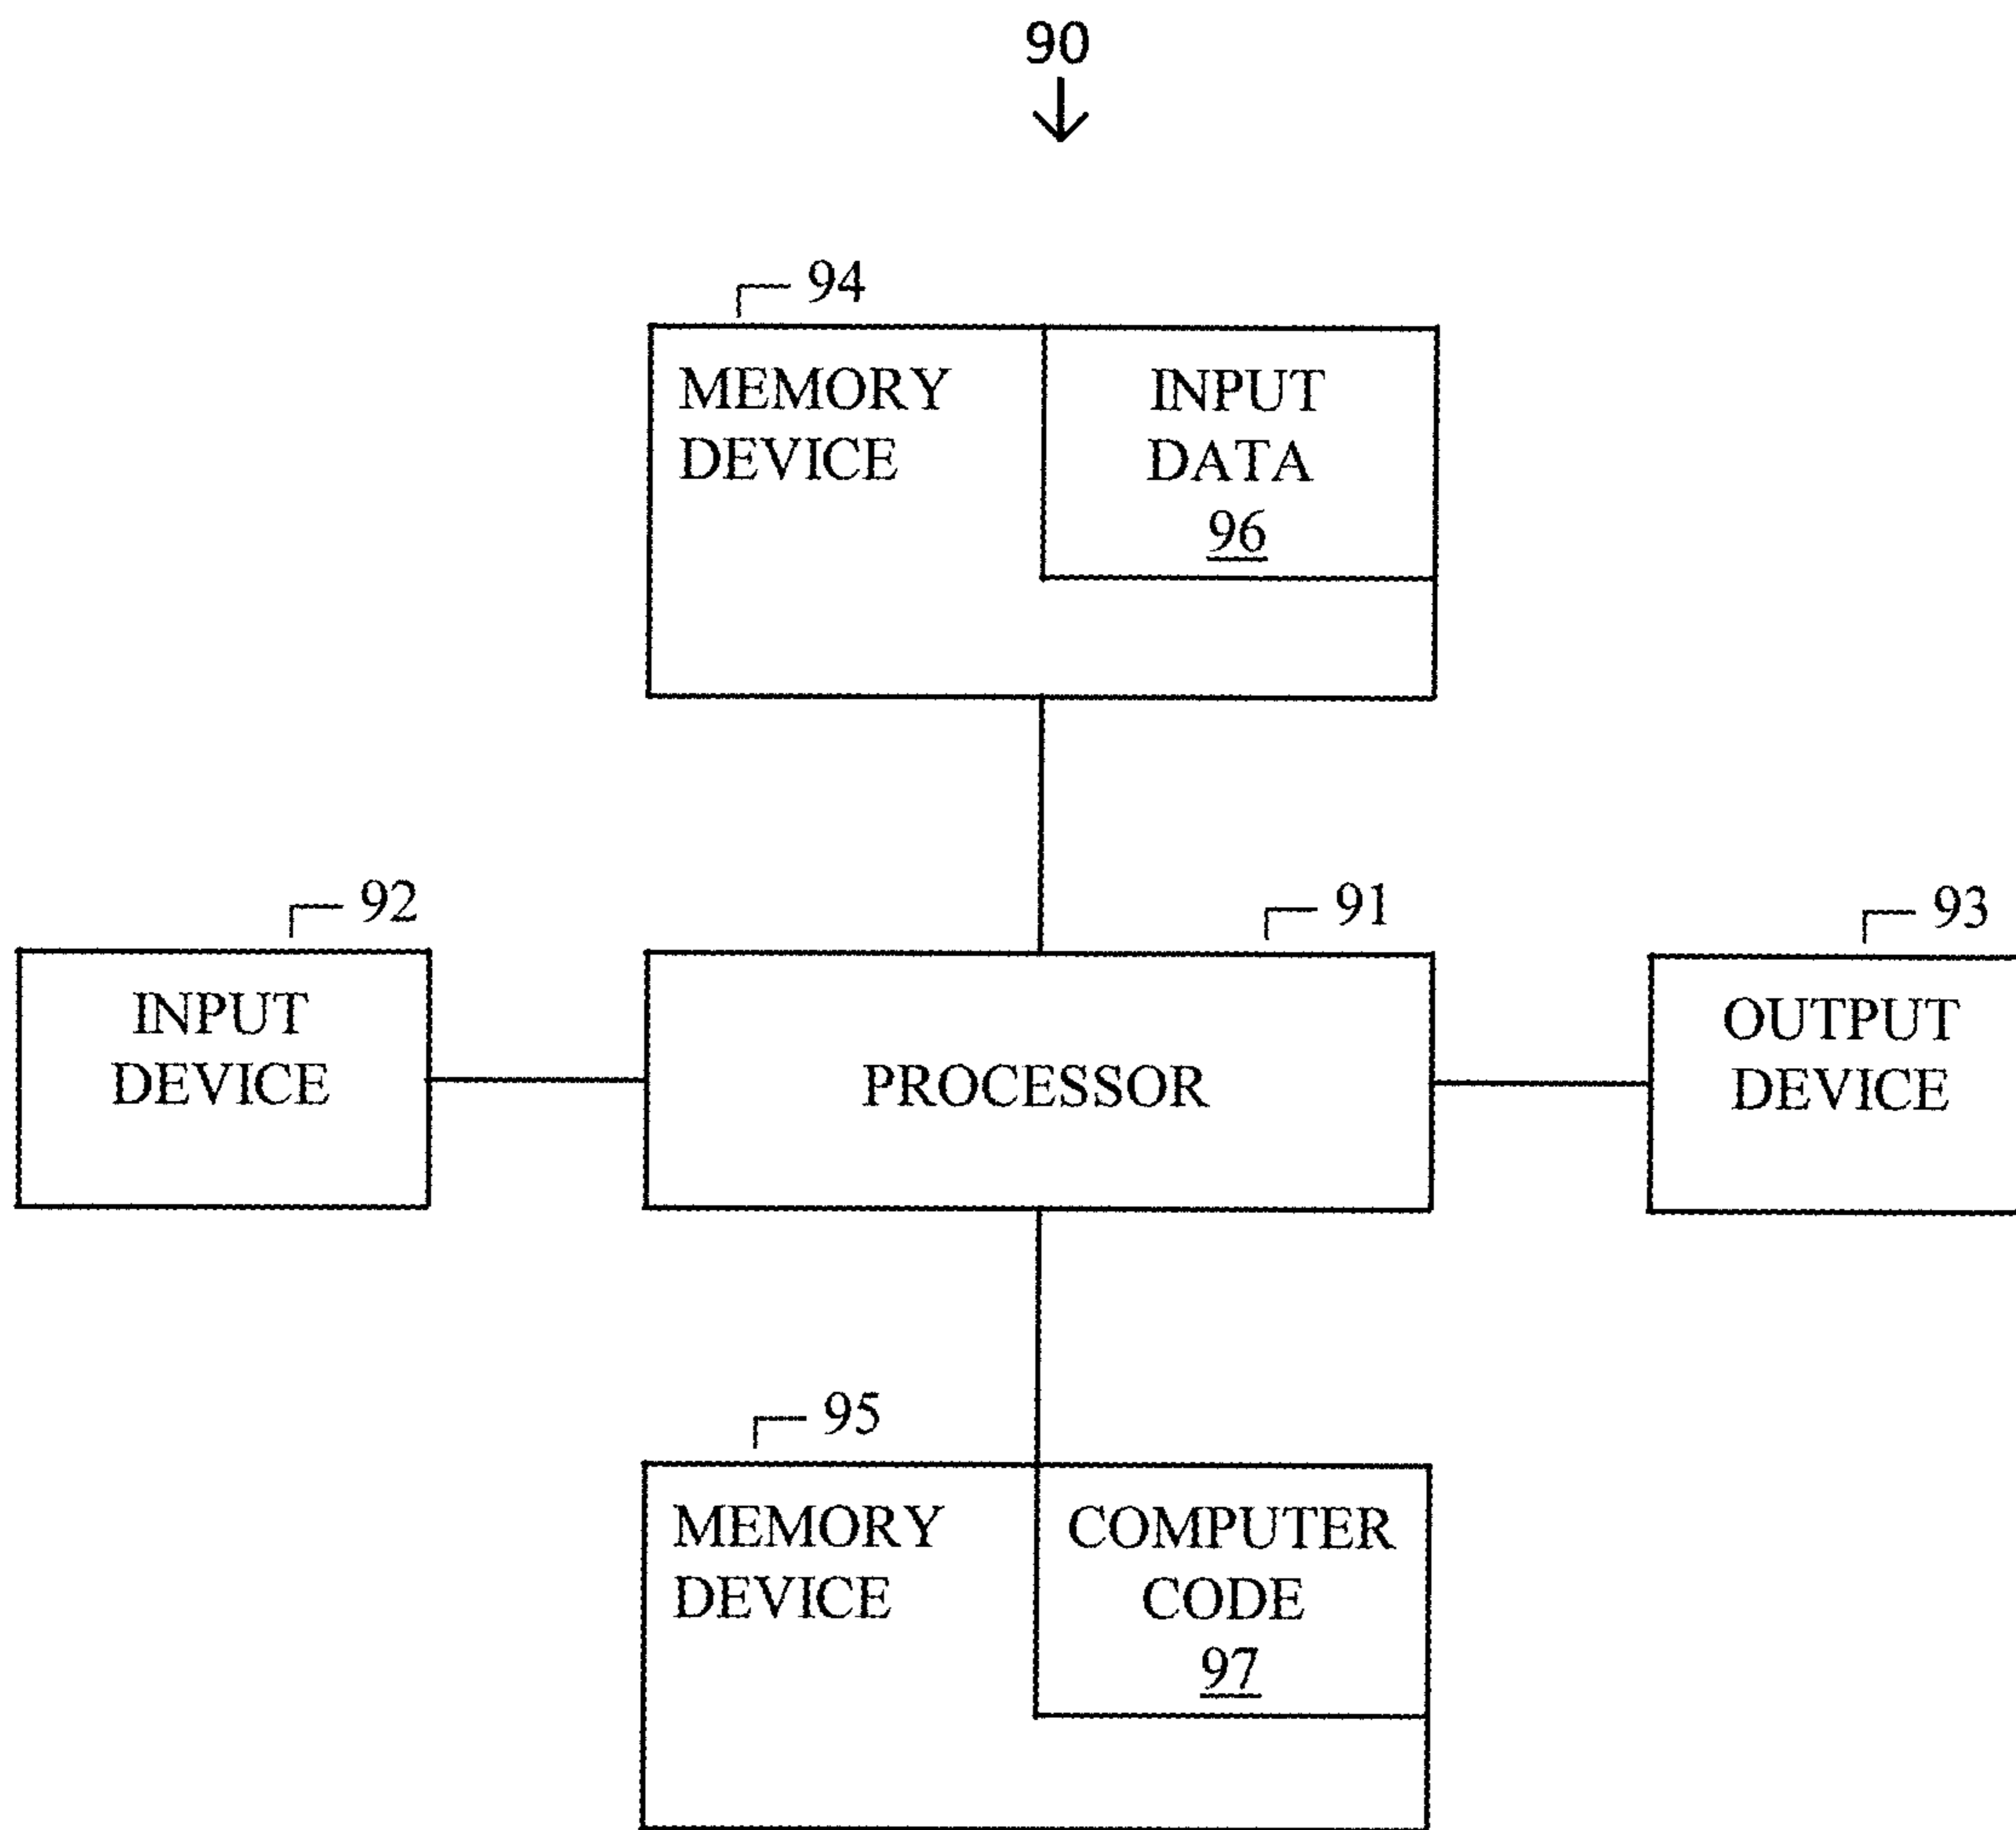 90
94
MEMORY
DEVICE
INPUT
DATA
96
92
INPUT
DEVICE
91
PROCESSOR
93
OUTPUT
DEVICE
95
MEMORY
DEVICE
COMPUTER
CODE
97